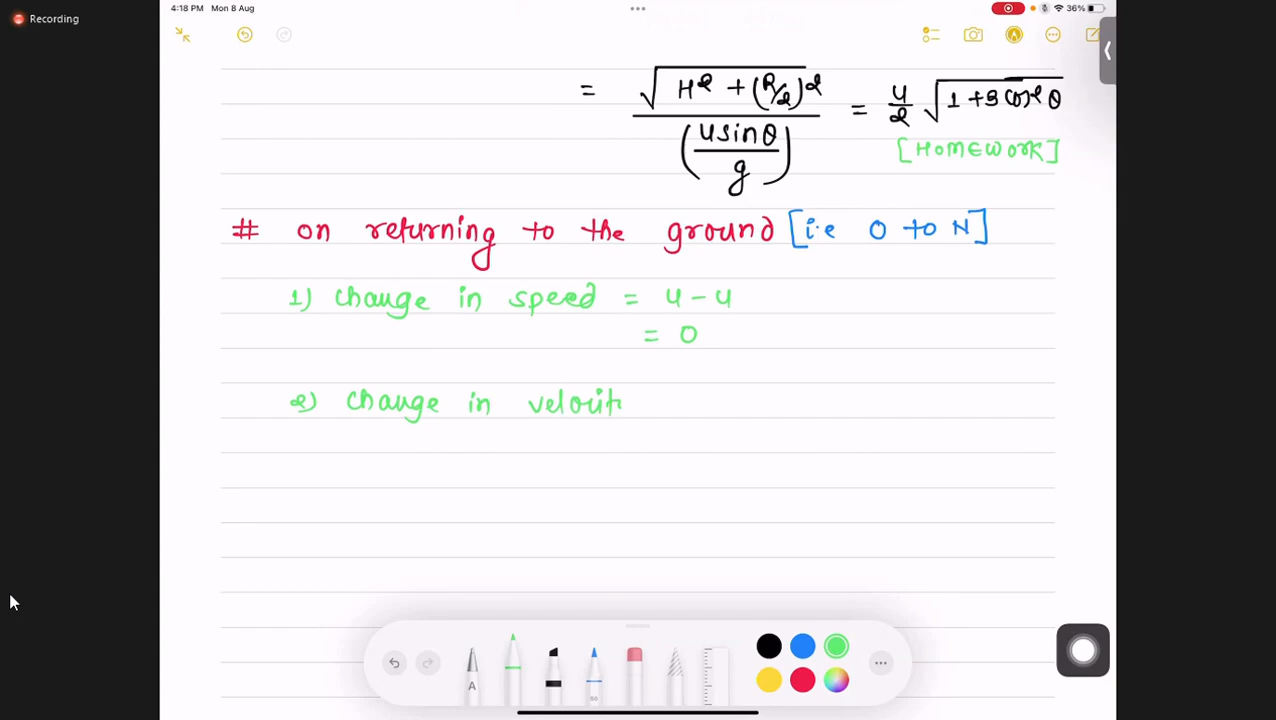 4:18 PM Mon 8 Aug
36%
Recording
= √(H² + (R/2)²) / (u sinθ / g) = u/2 √(1 + 3 cos²θ)
[HOMEWORK]
# on returning to the ground [i.e O to N]
1) change in speed = u - u
= 0
2) change in velocit
A
50